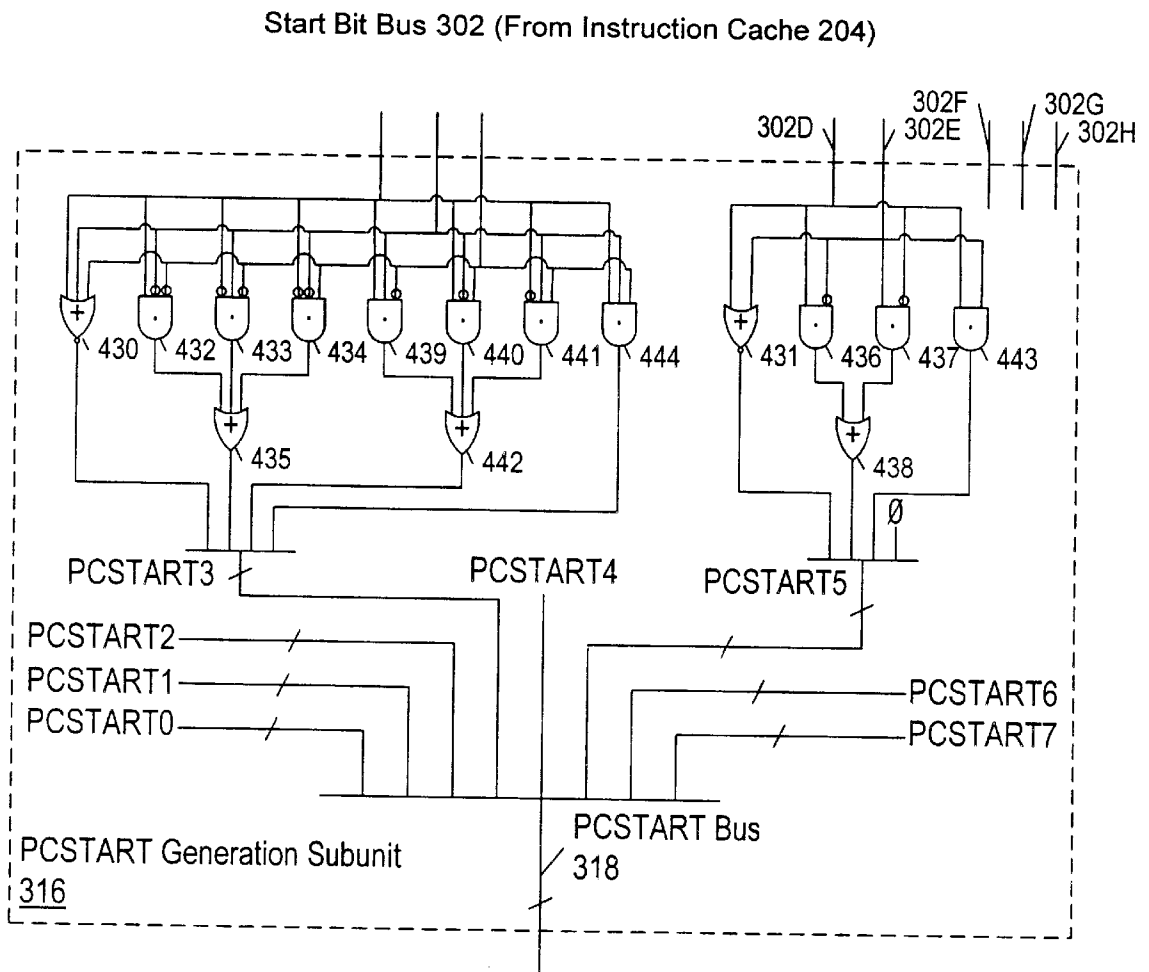 Start Bit Bus 302 (From Instruction Cache 204)
302F
302G
302D
302E
302H
430
432
433
434
439
440
441
444
431
436
437
443
435
442
438
Ø
PCSTART3
PCSTART4
PCSTART5
PCSTART2
PCSTART1
PCSTART6
PCSTART0
PCSTART7
PCSTART Bus
318
PCSTART Generation Subunit
316